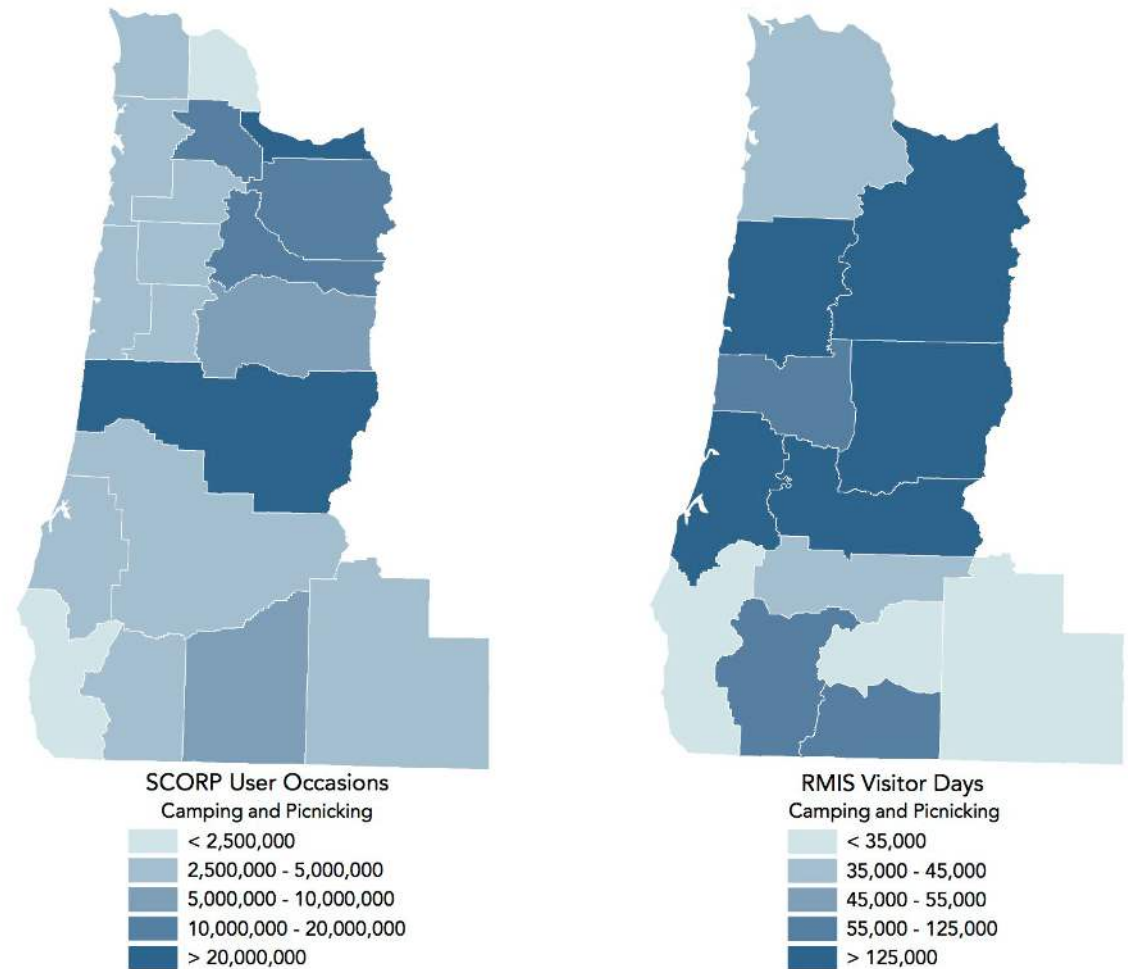 SCORP User Occasions
Camping and Picnicking
< 2,500,000
2,500,000 - 5,000,000
5,000,000 - 10,000,000
10,000,000 - 20,000,000
> 20,000,000
RMIS Visitor Days
Camping and Picnicking
< 35,000
35,000 - 45,000
45,000 - 55,000
55,000 - 125,000
> 125,000